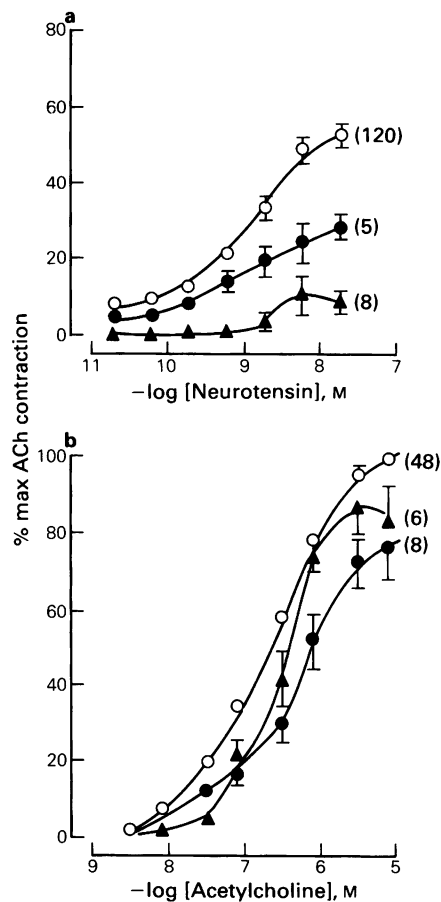 a
80
60
40
20
0
(120)
(5)
(8)
11 10 9 8 7
−log [Neurotensin], M
% max ACh contraction
b
100
80
60
40
20
0
(48)
(6)
(8)
9 8 7 6 5
−log [Acetylcholine], M